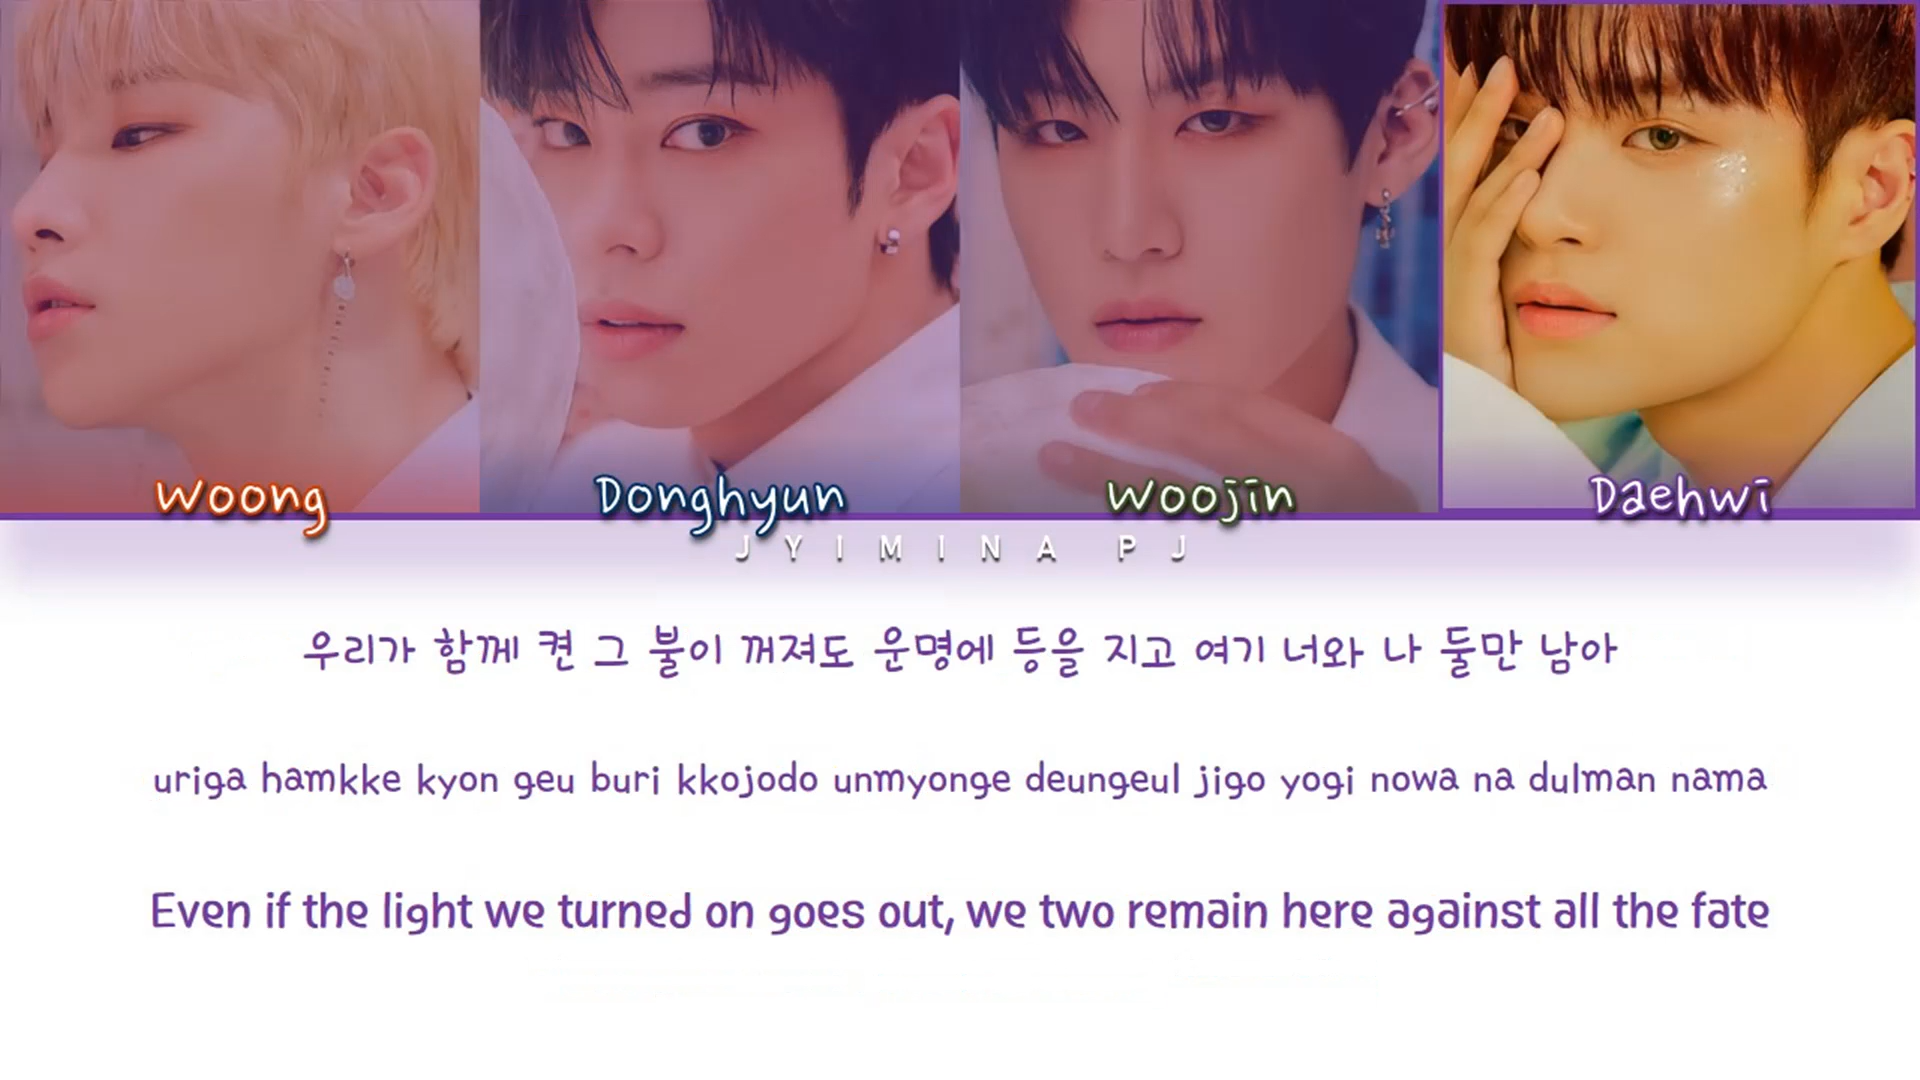 Woong Donghyun Woojin Daehwi
JYIMINA PJ
우리가 함께 켠 그 불이 꺼져도 운명에 등을 지고 여기 너와 나 둘만 남아
uriga hamkke kyon geu buri kkojodo unmyonge deungeul jigo yogi nowa na dulman nama
Even if the light we turned on goes out, we two remain here against all the fate